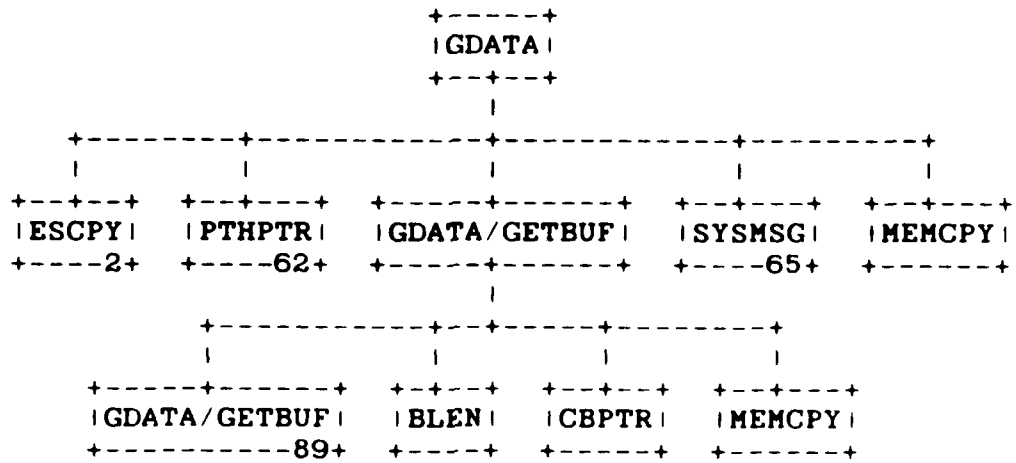 GDATA
ESCPY PTHPTR GDATA/GETBUF SYSMSG MEMCPY
2 62 65
GDATA/GETBUF BLEN CBPTR MEMCPY
89